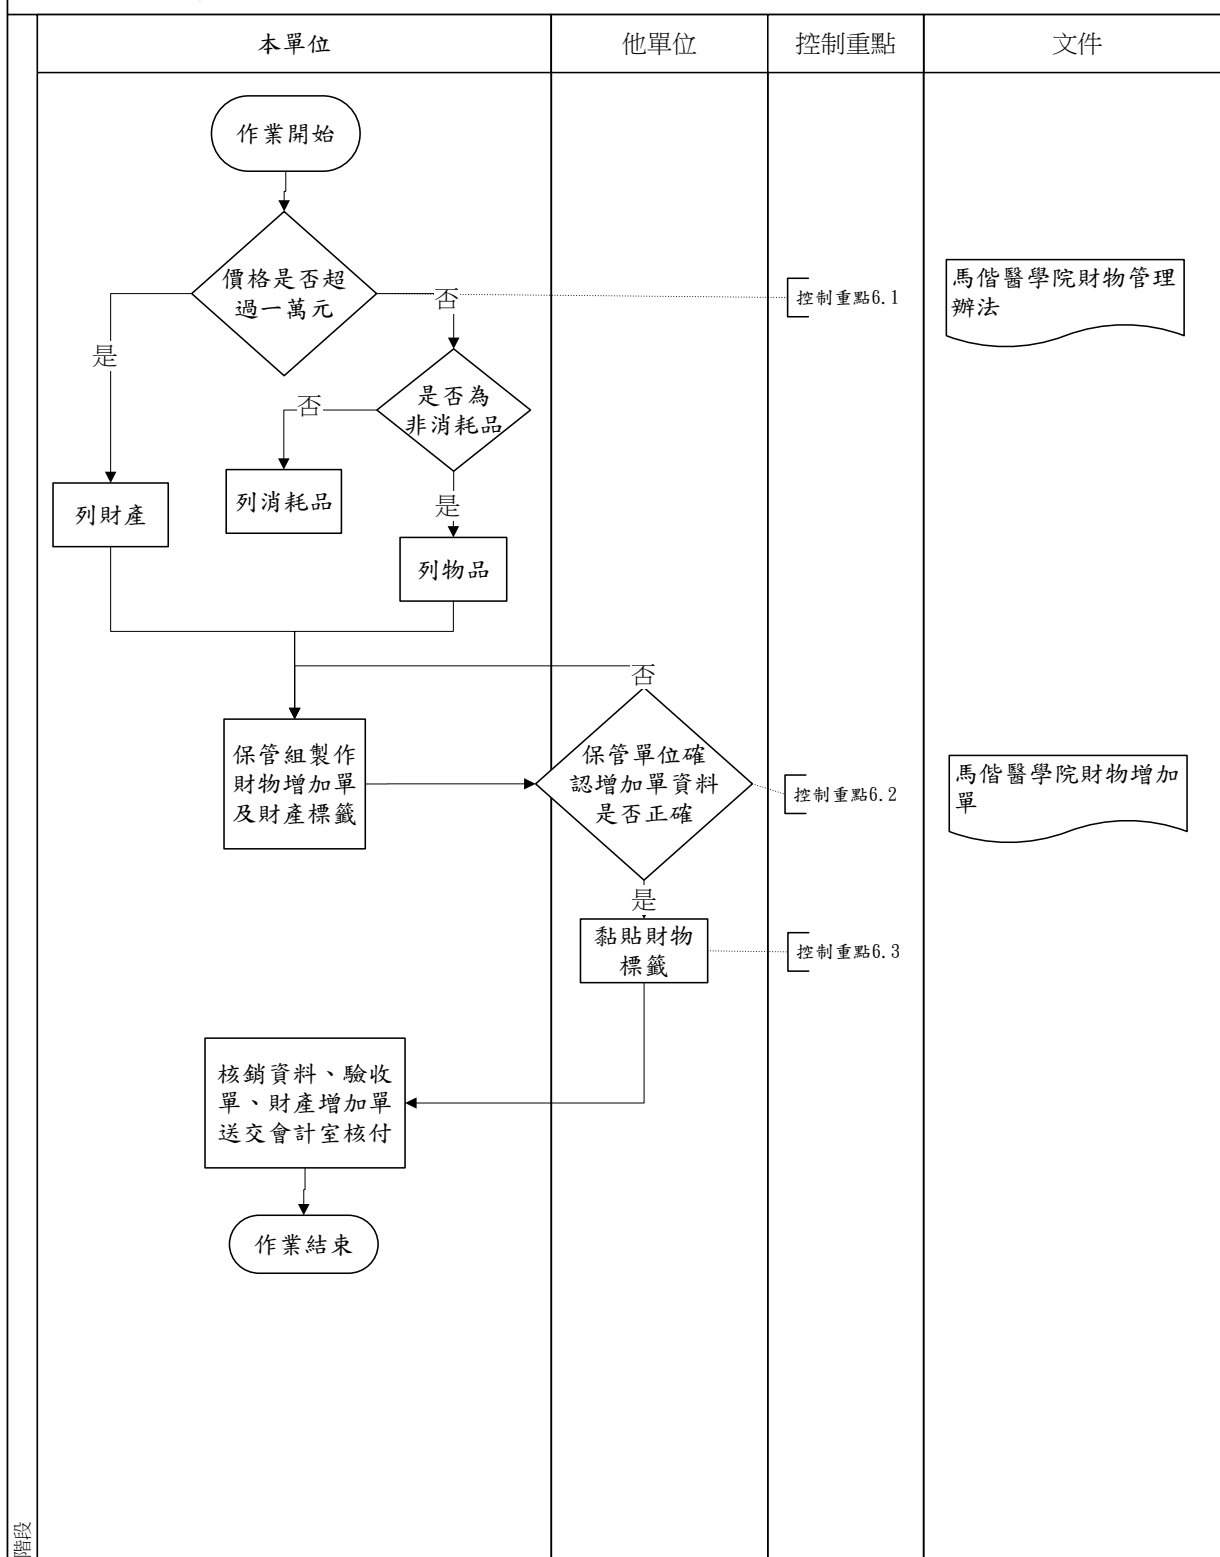 本單位
他單位
控制重點
文件
作業開始
價格是否超
過一萬元
否
控制重點6.1
馬偕醫學院財物管理
辦法
是
是否為
非消耗品
否
列財產
列消耗品
是
列物品
否
保管組製作
財物增加單
及財產標籤
保管單位確
認增加單資料
是否正確
控制重點6.2
馬偕醫學院財物增加
單
是
黏貼財物
標籤
控制重點6.3
核銷資料、驗收
單、財產增加單
送交會計室核付
作業結束
階段